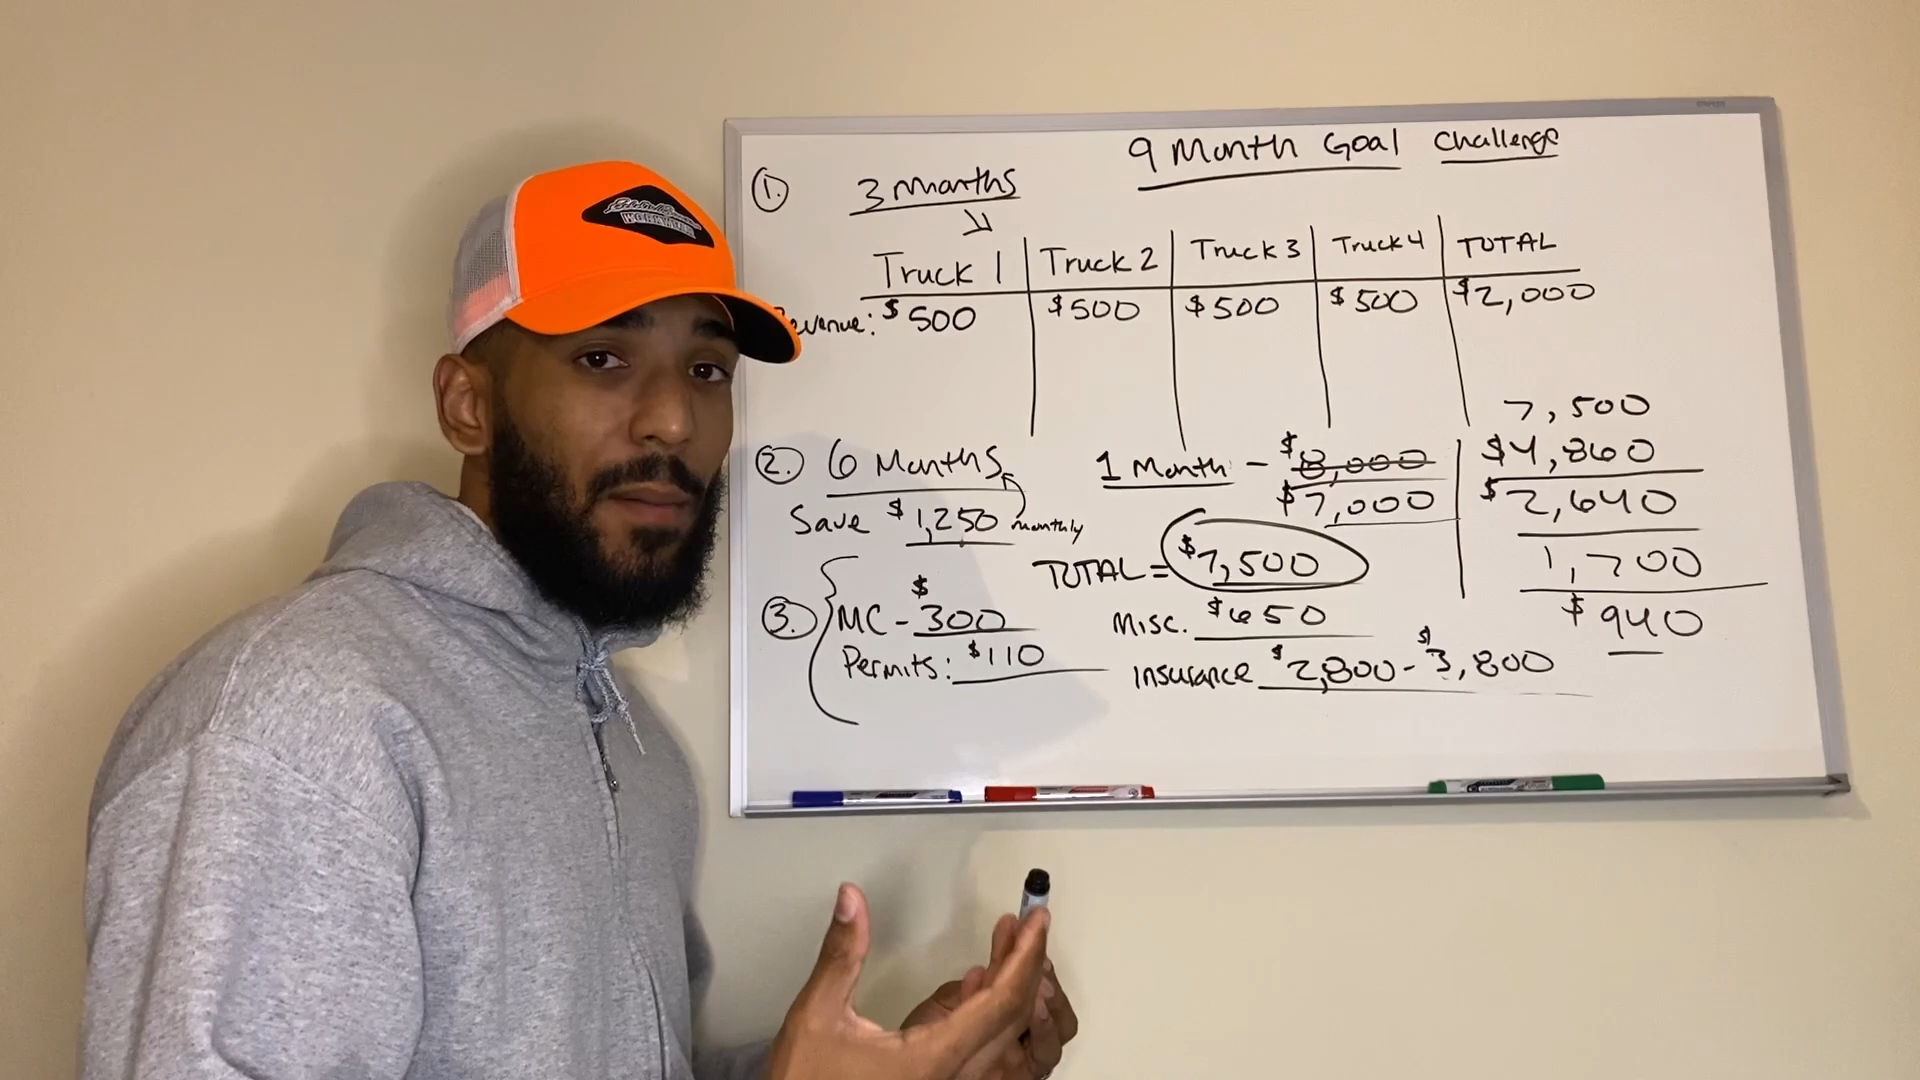 9 Month Goal Challenge
1. 3 Months
Truck 1 Truck 2 Truck 3 Truck 4 TOTAL
Revenue: $500 $500 $500 $500 $2,000
2. 6 Months
Save $1,250 monthly
1 Month - $8,000
$7,000
TOTAL = $7,500
7,500
$4,860
$2,640
1,700
$940
3. MC - $300
Permits: $110
Misc. $650
Insurance $2,800 - $3,800
WORKWEAR